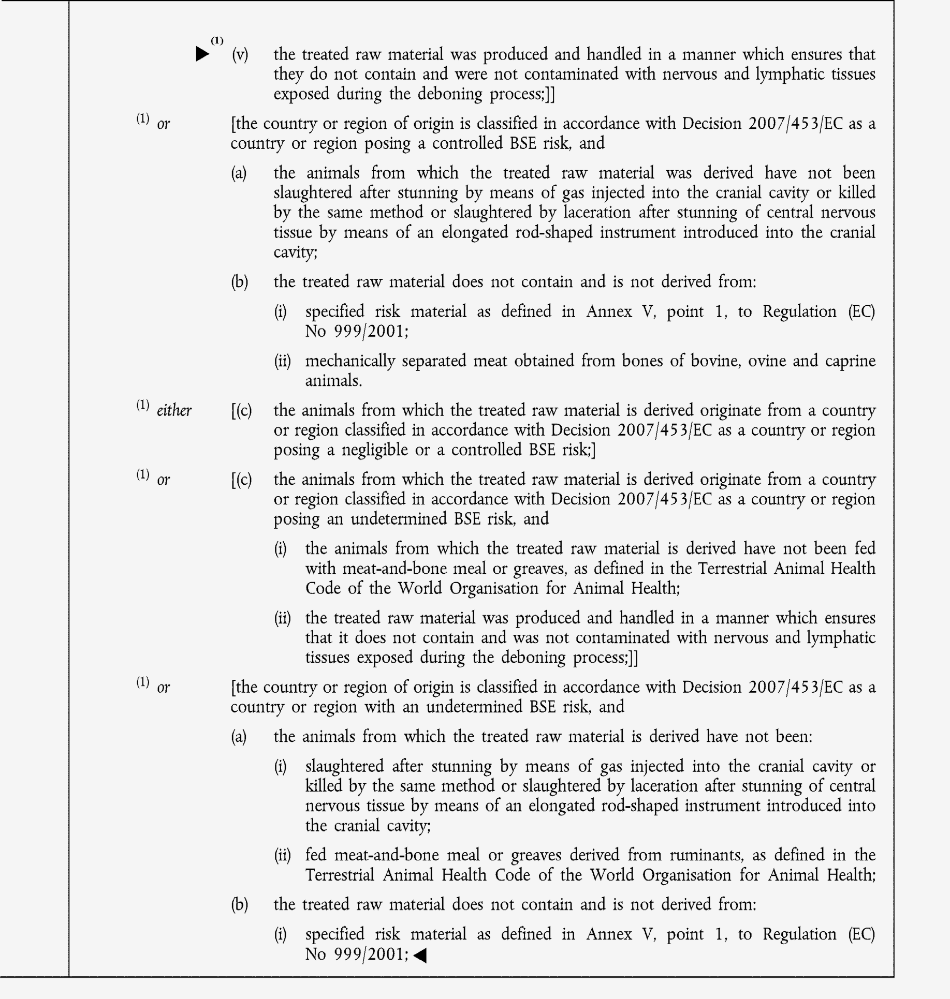 (1)
▶ (v) the treated raw material was produced and handled in a manner which ensures that
they do not contain and were not contaminated with nervous and lymphatic tissues
exposed during the deboning process;]]
(1) or [the country or region of origin is classified in accordance with Decision 2007/453/EC as a
country or region posing a controlled BSE risk, and
(a) the animals from which the treated raw material was derived have not been
slaughtered after stunning by means of gas injected into the cranial cavity or killed
by the same method or slaughtered by laceration after stunning of central nervous
tissue by means of an elongated rod-shaped instrument introduced into the cranial
cavity;
(b) the treated raw material does not contain and is not derived from:
(i) specified risk material as defined in Annex V, point 1, to Regulation (EC)
No 999/2001;
(ii) mechanically separated meat obtained from bones of bovine, ovine and caprine
animals.
(1) either [(c) the animals from which the treated raw material is derived originate from a country
or region classified in accordance with Decision 2007/453/EC as a country or region
posing a negligible or a controlled BSE risk;]
(1) or [(c) the animals from which the treated raw material is derived originate from a country
or region classified in accordance with Decision 2007/453/EC as a country or region
posing an undetermined BSE risk, and
(i) the animals from which the treated raw material is derived have not been fed
with meat-and-bone meal or greaves, as defined in the Terrestrial Animal Health
Code of the World Organisation for Animal Health;
(ii) the treated raw material was produced and handled in a manner which ensures
that it does not contain and was not contaminated with nervous and lymphatic
tissues exposed during the deboning process;]]
(1) or [the country or region of origin is classified in accordance with Decision 2007/453/EC as a
country or region with an undetermined BSE risk, and
(a) the animals from which the treated raw material is derived have not been:
(i) slaughtered after stunning by means of gas injected into the cranial cavity or
killed by the same method or slaughtered by laceration after stunning of central
nervous tissue by means of an elongated rod-shaped instrument introduced into
the cranial cavity;
(ii) fed meat-and-bone meal or greaves derived from ruminants, as defined in the
Terrestrial Animal Health Code of the World Organisation for Animal Health;
(b) the treated raw material does not contain and is not derived from:
(i) specified risk material as defined in Annex V, point 1, to Regulation (EC)
No 999/2001; ◀